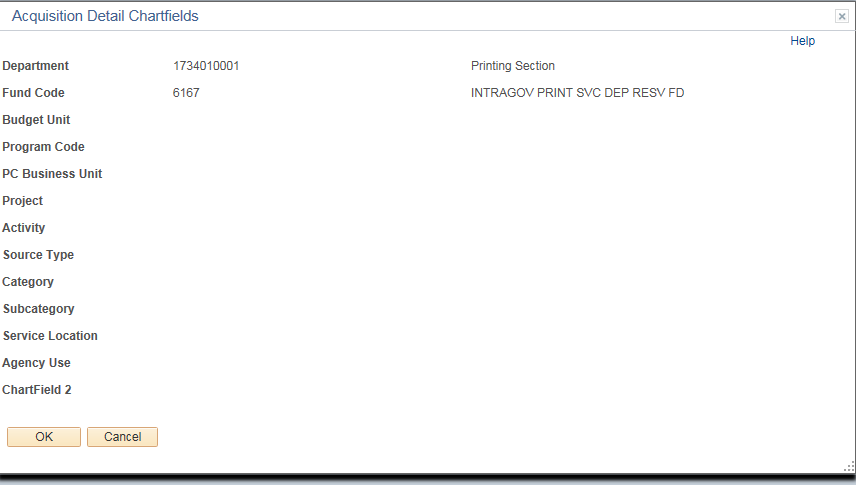 Acquisition Detail Chartfields
Help
Department 1734010001 Printing Section
Fund Code 6167 INTRAGOV PRINT SVC DEP RESV FD
Budget Unit
Program Code
PC Business Unit
Project
Activity
Source Type
Category
Subcategory
Service Location
Agency Use
ChartField 2
OK Cancel